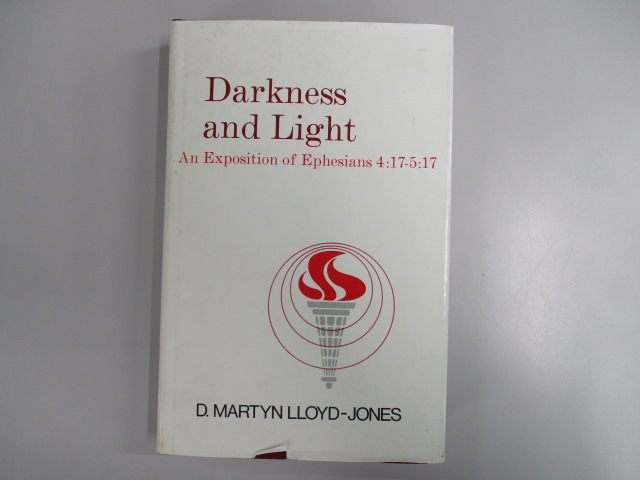 Darkness
and Light
An Exposition of Ephesians 4:17-5:17
D. MARTYN LLOYD-JONES